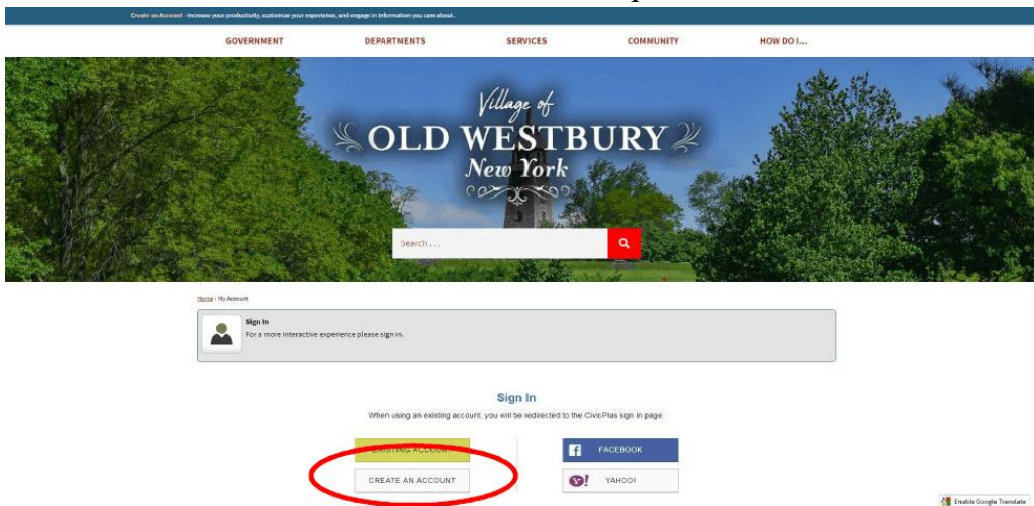 Create an Account - Increase your productivity, customize your experience, and engage in information you care about.
GOVERNMENT DEPARTMENTS SERVICES COMMUNITY HOW DO I...
Village of
OLD WESTBURY
New York
Search . . .
Home › My Account
Sign In
For a more interactive experience please sign in.
Sign In
When using an existing account, you will be redirected to the CivicPlus sign in page.
EXISTING ACCOUNT FACEBOOK
CREATE AN ACCOUNT YAHOO!
Enable Google Translate